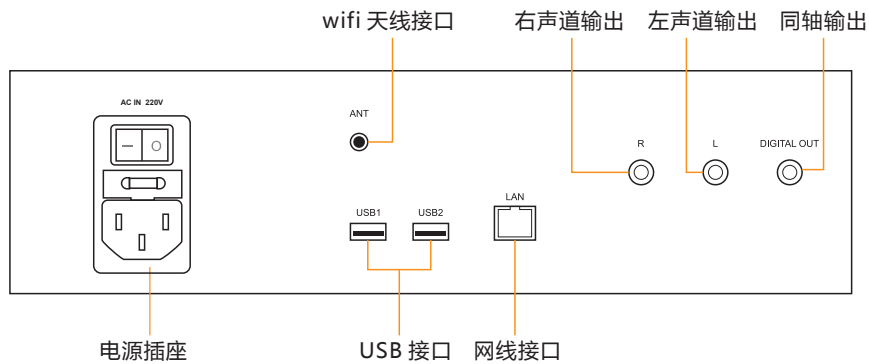 wifi 天线接口 右声道输出 左声道输出 同轴输出
AC IN 220V
ANT
R L DIGITAL OUT
LAN
USB1 USB2
电源插座 USB 接口 网线接口